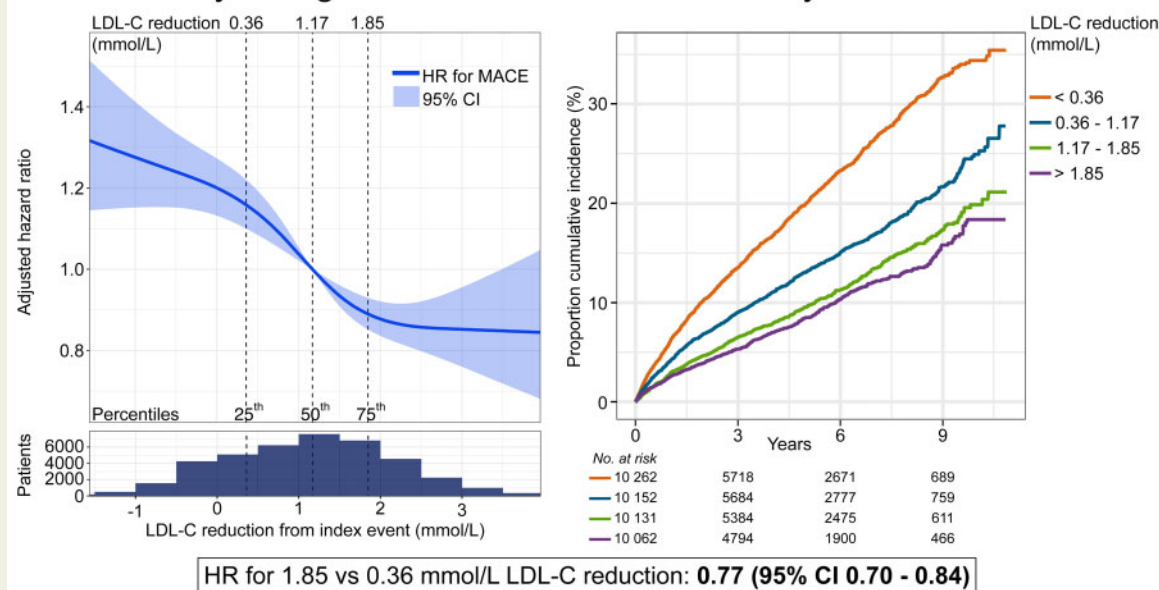 LDL-C reduction 0.36 1.17 1.85
(mmol/L)
HR for MACE
95% CI
1.4
1.2
1.0
0.8
Adjusted hazard ratio
Percentiles 25th 50th 75th
6000
4000
2000
0
Patients
-1 0 1 2 3
LDL-C reduction from index event (mmol/L)
LDL-C reduction
(mmol/L)
< 0.36
0.36 - 1.17
1.17 - 1.85
> 1.85
30
20
10
0
Proportion cumulative incidence (%)
0 3 6 9
Years
No. at risk
10 262 5718 2671 689
10 152 5684 2777 759
10 131 5384 2475 611
10 062 4794 1900 466
HR for 1.85 vs 0.36 mmol/L LDL-C reduction: 0.77 (95% CI 0.70 - 0.84)